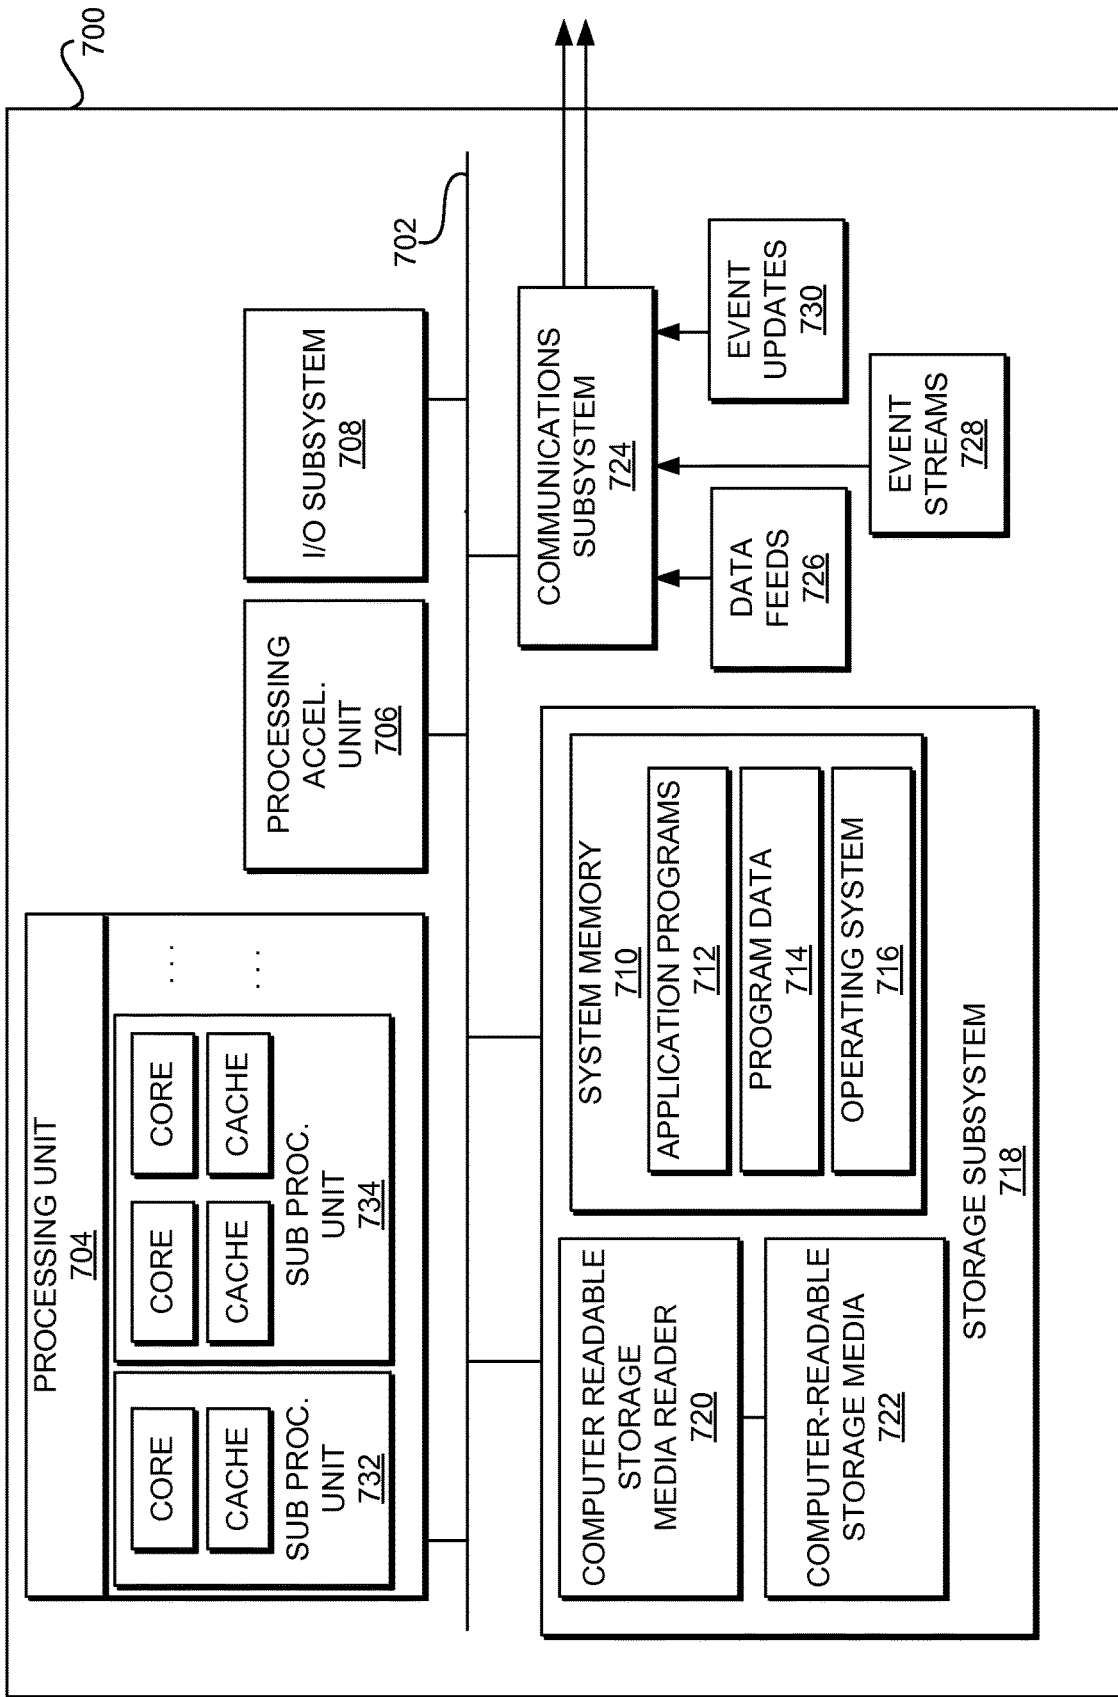 700
PROCESSING UNIT
704
CORE
CACHE
SUB PROC.
UNIT
732
CORE
CORE
CACHE
CACHE
SUB PROC.
UNIT
734
. . .
. . .
PROCESSING
ACCEL.
UNIT
706
I/O SUBSYSTEM
708
702
COMPUTER READABLE
STORAGE
MEDIA READER
720
COMPUTER-READABLE
STORAGE MEDIA
722
SYSTEM MEMORY
710
APPLICATION PROGRAMS
712
PROGRAM DATA
714
OPERATING SYSTEM
716
STORAGE SUBSYSTEM
718
COMMUNICATIONS
SUBSYSTEM
724
DATA
FEEDS
726
EVENT
STREAMS
728
EVENT
UPDATES
730